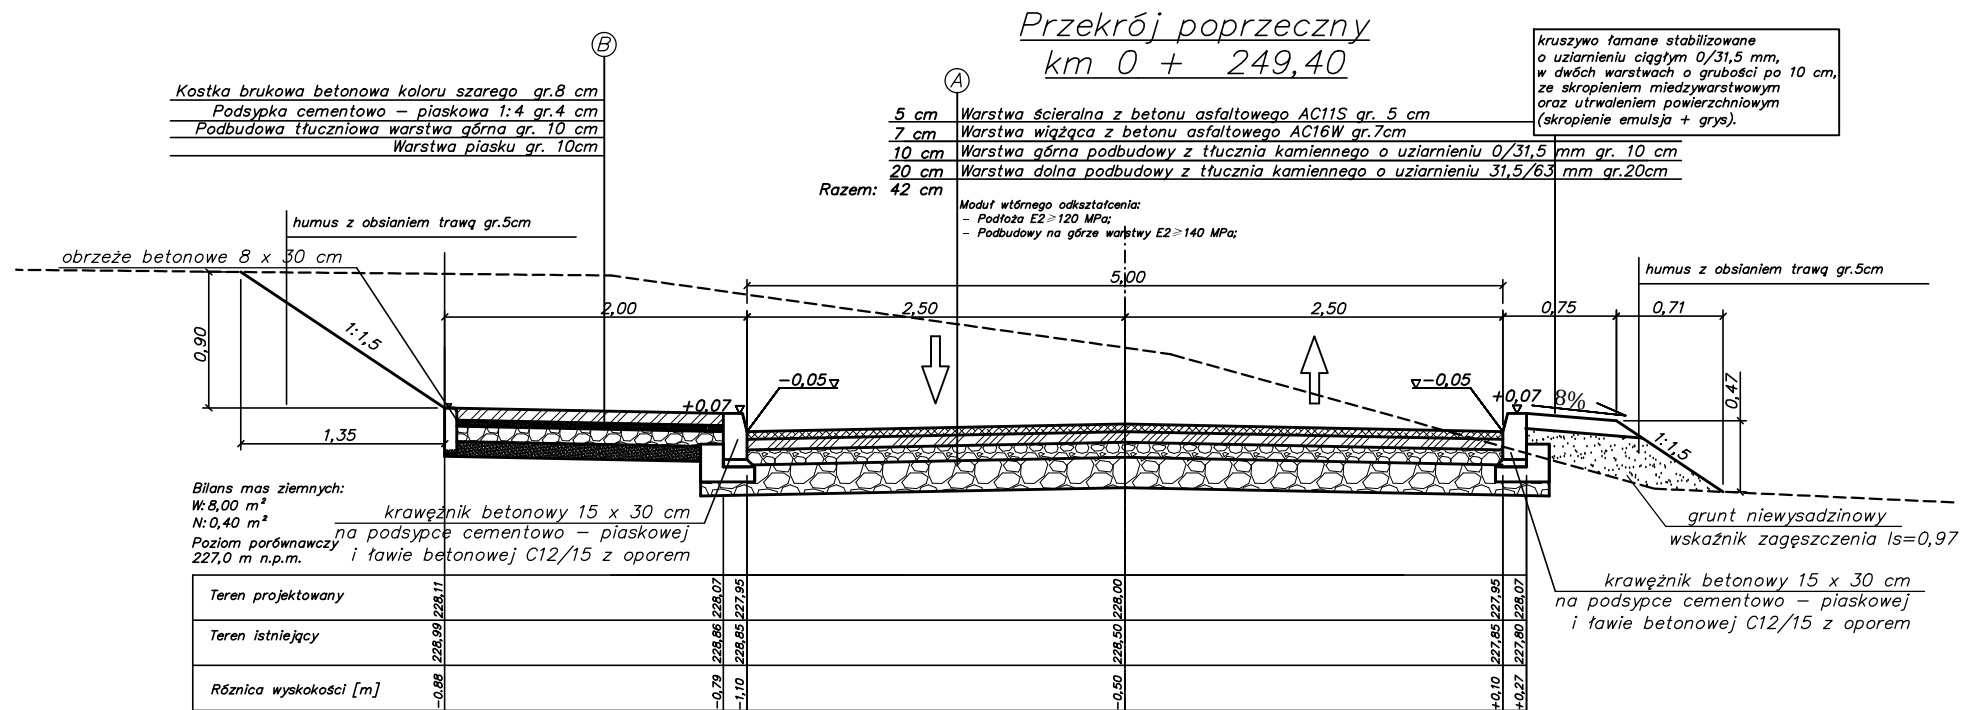 Przekrój poprzeczny
km 0 + 249,40
B
A
Kostka brukowa betonowa koloru szarego gr.8 cm
Podsypka cementowo – piaskowa 1:4 gr.4 cm
Podbudowa tłuczniowa warstwa górna gr. 10 cm
Warstwa piasku gr. 10cm
5 cm Warstwa ścieralna z betonu asfaltowego AC11S gr. 5 cm
7 cm Warstwa wiążąca z betonu asfaltowego AC16W gr.7cm
10 cm Warstwa górna podbudowy z tłucznia kamiennego o uziarnieniu 0/31,5 mm gr. 10 cm
20 cm Warstwa dolna podbudowy z tłucznia kamiennego o uziarnieniu 31,5/63 mm gr.20cm
Razem: 42 cm
Moduł wtórnego odkształcenia:
– Podłoża E2≥120 MPa;
– Podbudowy na górze warstwy E2≥140 MPa;
kruszywo łamane stabilizowane
o uziarnieniu ciągłym 0/31,5 mm,
w dwóch warstwach o grubości po 10 cm,
ze skropieniem miedzywarstwowym
oraz utrwaleniem powierzchniowym
(skropienie emulsja + grys).
humus z obsianiem trawą gr.5cm
obrzeże betonowe 8 x 30 cm
humus z obsianiem trawą gr.5cm
5,00
2,00
2,50
2,50
0,75
0,71
0,90
1:1,5
-0,05
-0,05
+0,07
+0,07
8%
0,47
1,35
1:1,5
Bilans mas ziemnych:
W:8,00 m²
N:0,40 m²
Poziom porównawczy
227,0 m n.p.m.
krawężnik betonowy 15 x 30 cm
na podsypce cementowo – piaskowej
i ławie betonowej C12/15 z oporem
grunt niewysadzinowy
wskaźnik zagęszczenia Is=0,97
krawężnik betonowy 15 x 30 cm
na podsypce cementowo – piaskowej
i ławie betonowej C12/15 z oporem
Teren projektowany 228,11 228,07 227,95 228,00 227,95 228,07
Teren istniejący 228,99 228,86 228,85 228,50 227,85 227,80
Róznica wyskokości [m] -0.88 -0,79 -1,10 -0,50 +0,10 +0,27